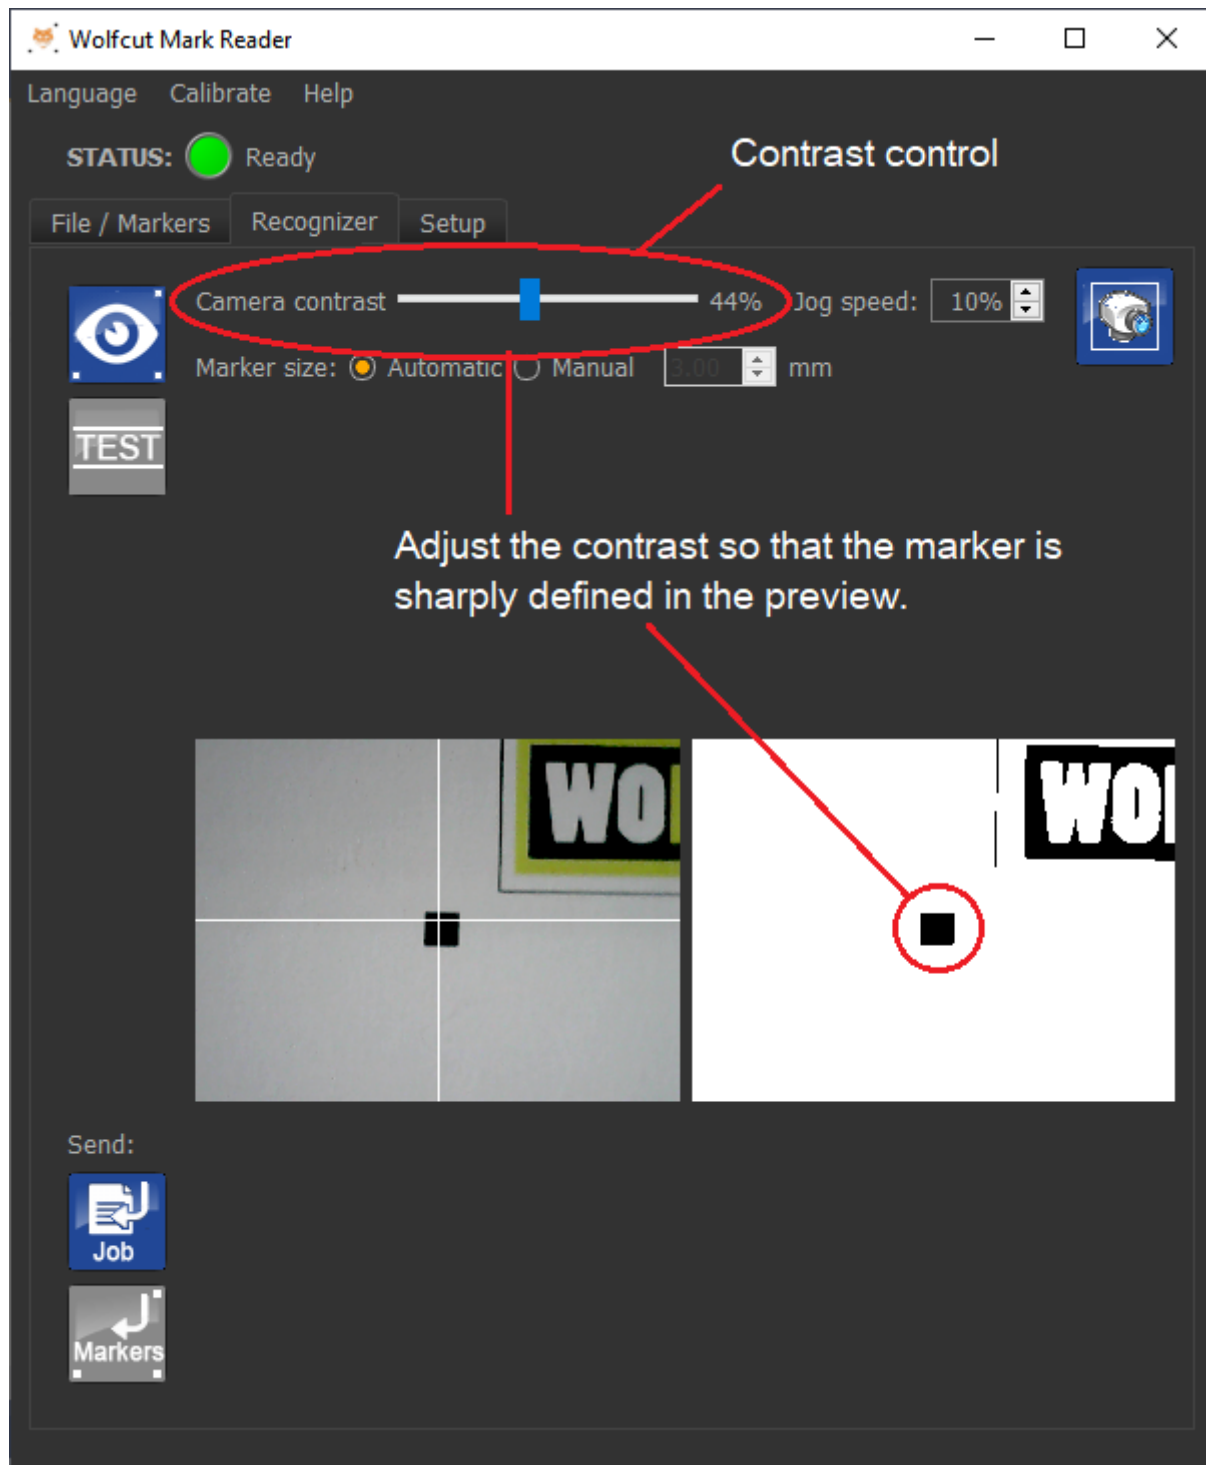 Wolfcut Mark Reader
Language Calibrate Help
STATUS: Ready
Contrast control
File / Markers Recognizer Setup
Camera contrast 44% Jog speed: 10%
Marker size: Automatic Manual 3.00 mm
TEST
Adjust the contrast so that the marker is
sharply defined in the preview.
WO WO
Send:
Job
Markers